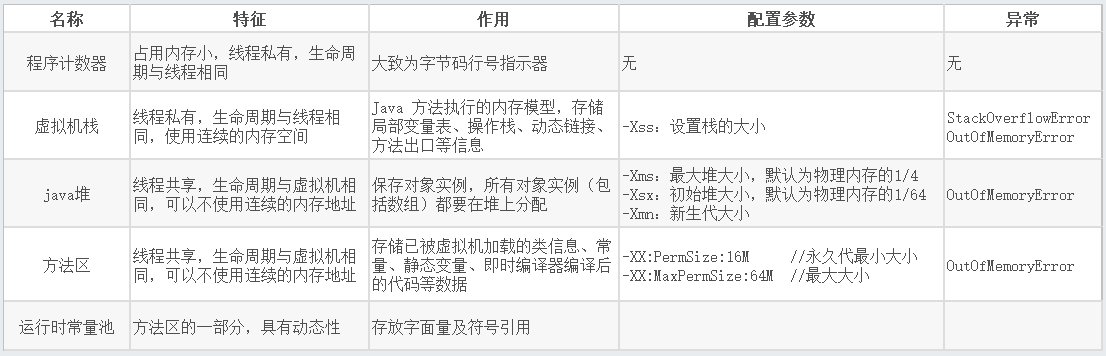 名称 特征 作用 配置参数 异常
程序计数器
占用内存小，线程私有，生命周
期与线程相同
大致为字节码行号指示器
无
无
虚拟机栈
线程私有，生命周期与线程相
同，使用连续的内存空间
Java 方法执行的内存模型，存储
局部变量表、操作栈、动态链接、
方法出口等信息
-Xss：设置栈的大小
StackOverflowError
OutOfMemoryError
java堆
线程共享，生命周期与虚拟机相
同，可以不使用连续的内存地址
保存对象实例，所有对象实例（包
括数组）都要在堆上分配
-Xms：最大堆大小，默认为物理内存的1/4
-Xsx：初始堆大小，默认为物理内存的1/64
-Xmn：新生代大小
OutOfMemoryError
方法区
线程共享，生命周期与虚拟机相
同，可以不使用连续的内存地址
存储已被虚拟机加载的类信息、常
量、静态变量、即时编译器编译后
的代码等数据
-XX:PermSize:16M //永久代最小大小
-XX:MaxPermSize:64M //最大大小
OutOfMemoryError
运行时常量池
方法区的一部分，具有动态性
存放字面量及符号引用